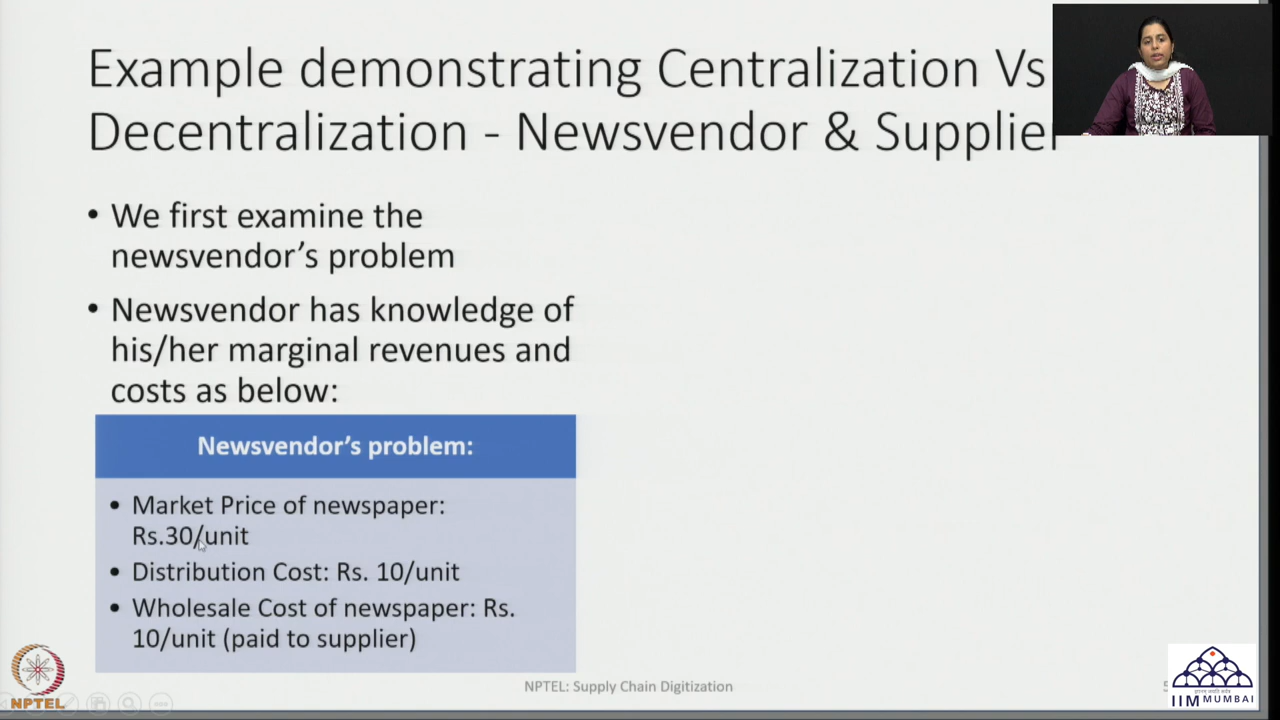 Example demonstrating Centralization Vs
Decentralization - Newsvendor & Supplier
• We first examine the
newsvendor's problem
• Newsvendor has knowledge of
his/her marginal revenues and
costs as below:
Newsvendor's problem:
• Market Price of newspaper:
Rs.30/unit
• Distribution Cost: Rs. 10/unit
• Wholesale Cost of newspaper: Rs.
10/unit (paid to supplier)
NPTEL
NPTEL: Supply Chain Digitization
IIM MUMBAI